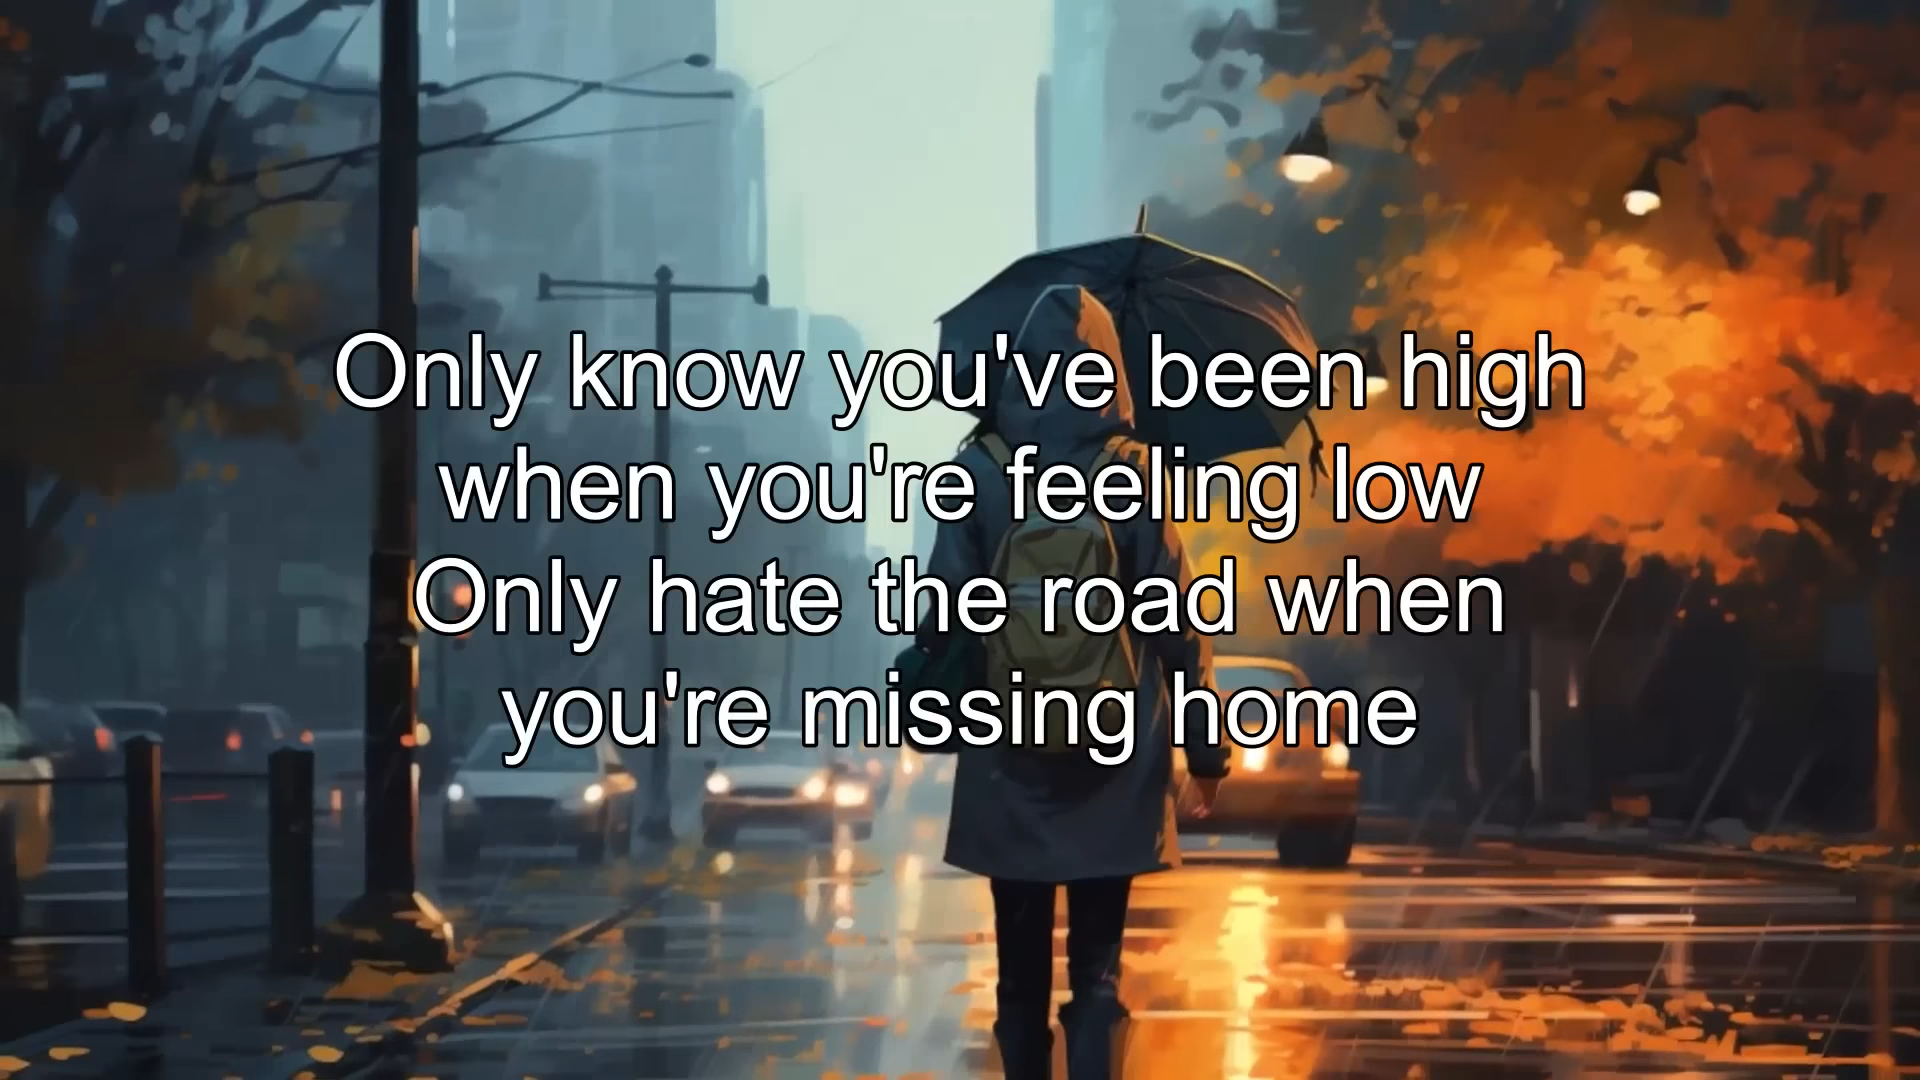 Only know you've been high
when you're feeling low
Only hate the road when
you're missing home